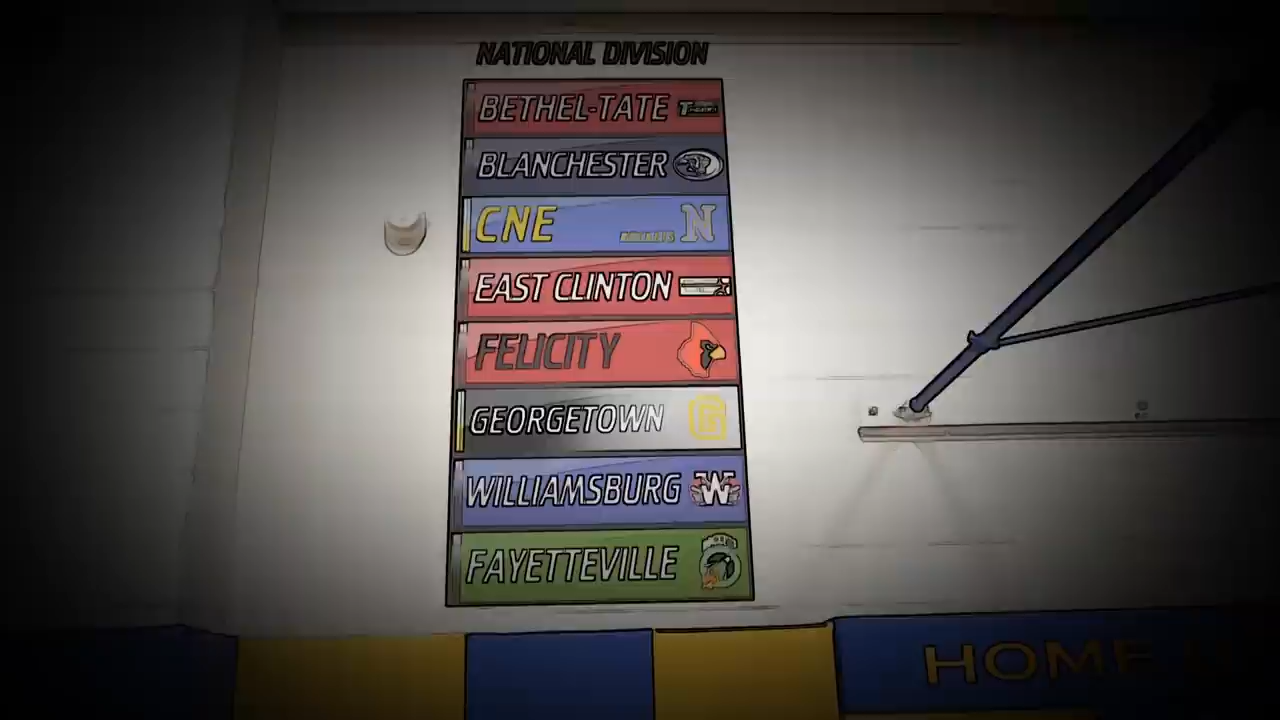 NATIONAL DIVISION
BETHEL-TATE T
BLANCHESTER
CNE N
EAST CLINTON
FELICITY
GEORGETOWN G
WILLIAMSBURG W
FAYETTEVILLE
HOME